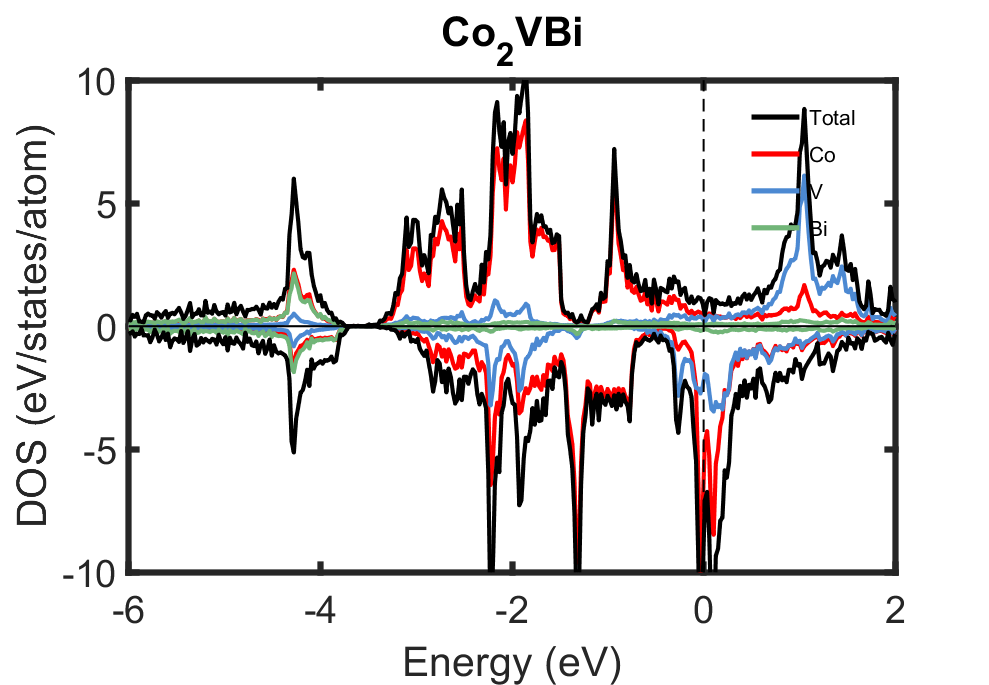 Co₂VBi
DOS (eV/states/atom)
10
5
0
-5
-10
Total
Co
V
Bi
-6
-4
-2
0
2
Energy (eV)